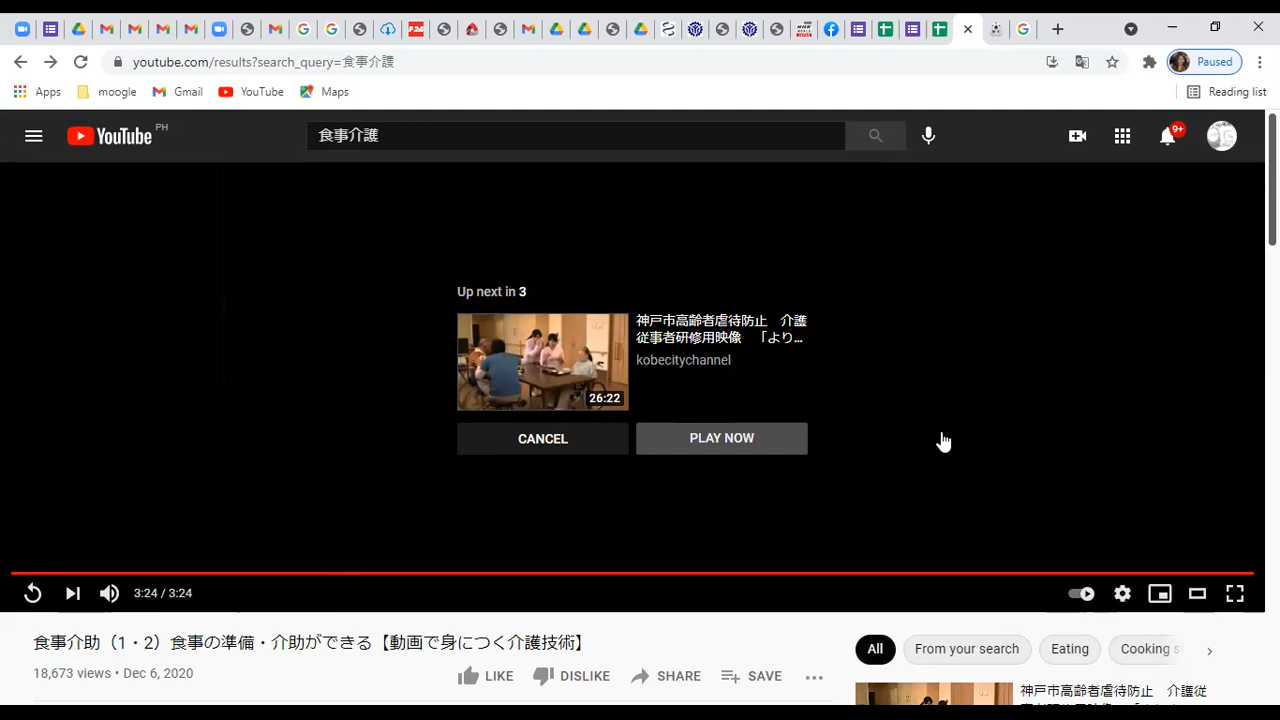 youtube.com/results?search_query=食事介護
Paused
Apps
moogle
Gmail
YouTube
Maps
Reading list
YouTube PH
食事介護
9+
Up next in 3
神戸市高齢者虐待防止 介護
従事者研修用映像 「より...
kobecitychannel
26:22
CANCEL
PLAY NOW
3:24 / 3:24
食事介助（1・2）食事の準備・介助ができる【動画で身につく介護技術】
18,673 views • Dec 6, 2020
LIKE
DISLIKE
SHARE
SAVE
All
From your search
Eating
Cooking s
神戸市高齢者虐待防止 介護従